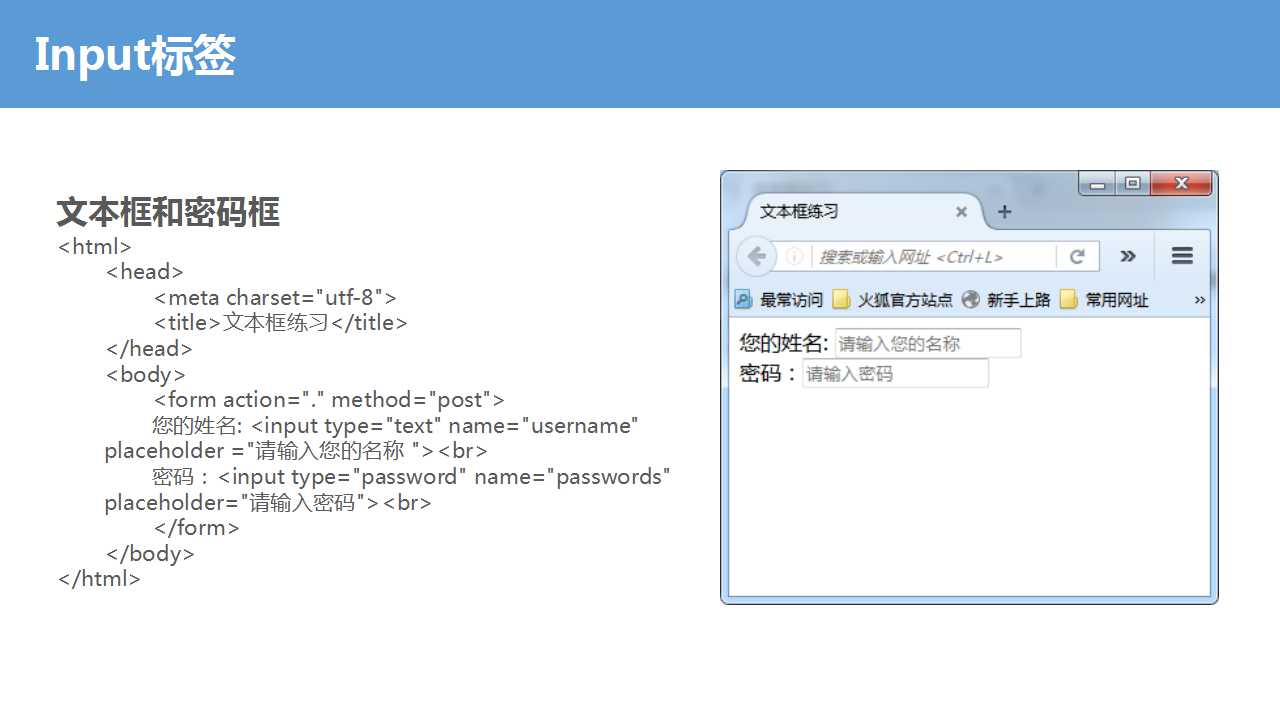 Input标签
文本框和密码框
<html>
<head>
<meta charset="utf-8">
<title>文本框练习</title>
</head>
<body>
<form action="." method="post">
您的姓名: <input type="text" name="username"
placeholder ="请输入您的名称 "><br>
密码：<input type="password" name="passwords"
placeholder="请输入密码"><br>
</form>
</body>
</html>
文本框练习
搜索或输入网址 <Ctrl+L>
最常访问 火狐官方站点 新手上路 常用网址
您的姓名: 请输入您的名称
密码：请输入密码